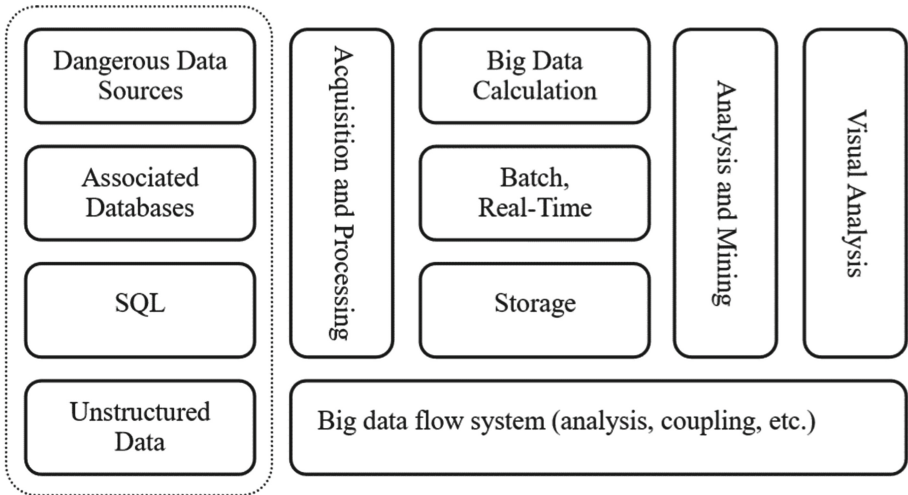 Dangerous Data
Sources
Associated
Databases
SQL
Unstructured
Data
Acquisition and Processing
Big Data
Calculation
Batch,
Real-Time
Storage
Analysis and Mining
Visual Analysis
Big data flow system (analysis, coupling, etc.)